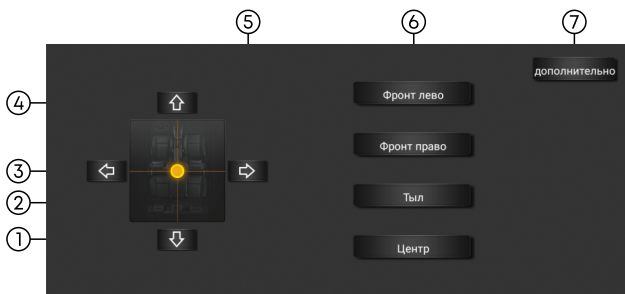 5 6 7
дополнительно
4
Фронт лево
Фронт право
3
2
Тыл
1
Центр